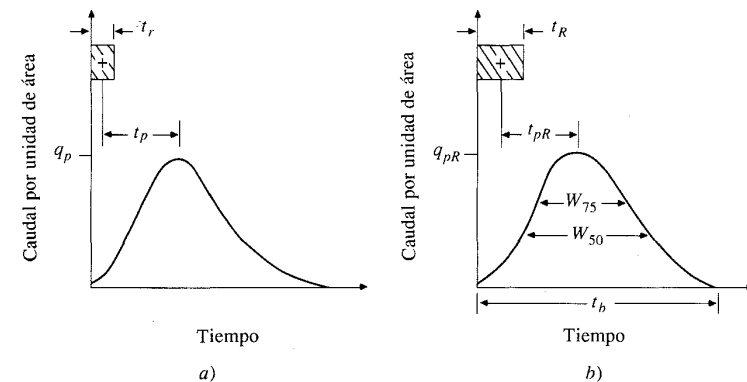 t_r
Caudal por unidad de área
t_p
q_p
Tiempo
a)
t_R
Caudal por unidad de área
t_pR
q_pR
W_75
W_50
t_b
Tiempo
b)